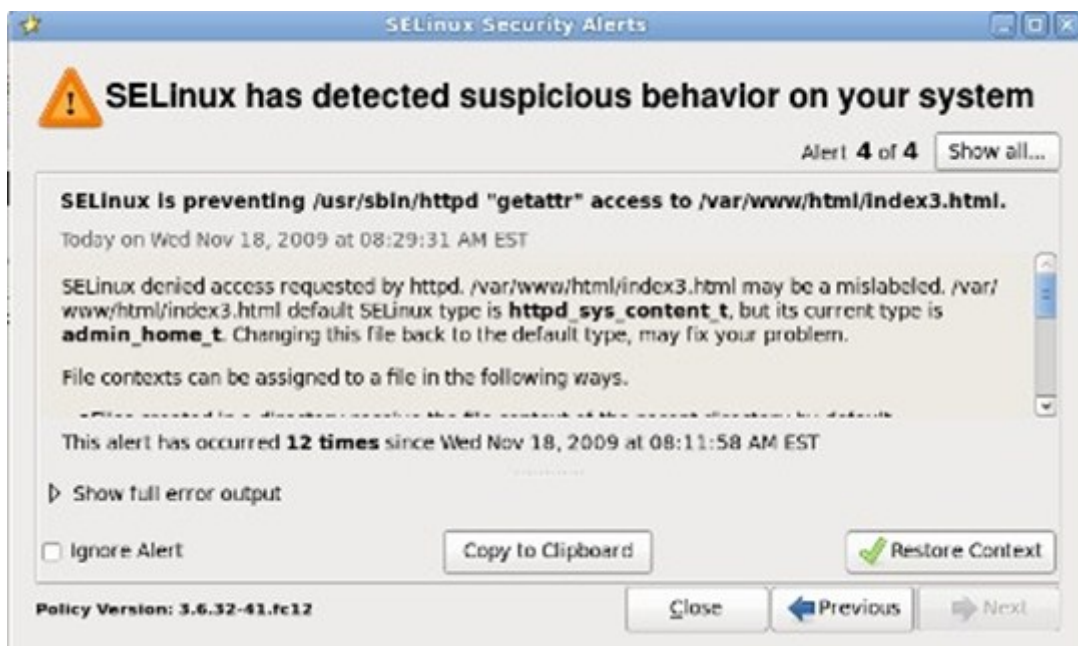 SELinux Security Alerts
SELinux has detected suspicious behavior on your system
Alert 4 of 4 Show all...
SELinux is preventing /usr/sbin/httpd "getattr" access to /var/www/html/index3.html.
Today on Wed Nov 18, 2009 at 08:29:31 AM EST
SELinux denied access requested by httpd. /var/www/html/index3.html may be a mislabeled. /var/
www/html/index3.html default SELinux type is httpd_sys_content_t, but its current type is
admin_home_t. Changing this file back to the default type, may fix your problem.
File contexts can be assigned to a file in the following ways.
This alert has occurred 12 times since Wed Nov 18, 2009 at 08:11:58 AM EST
Show full error output
Ignore Alert Copy to Clipboard Restore Context
Policy Version: 3.6.32-41.fc12 Close Previous Next